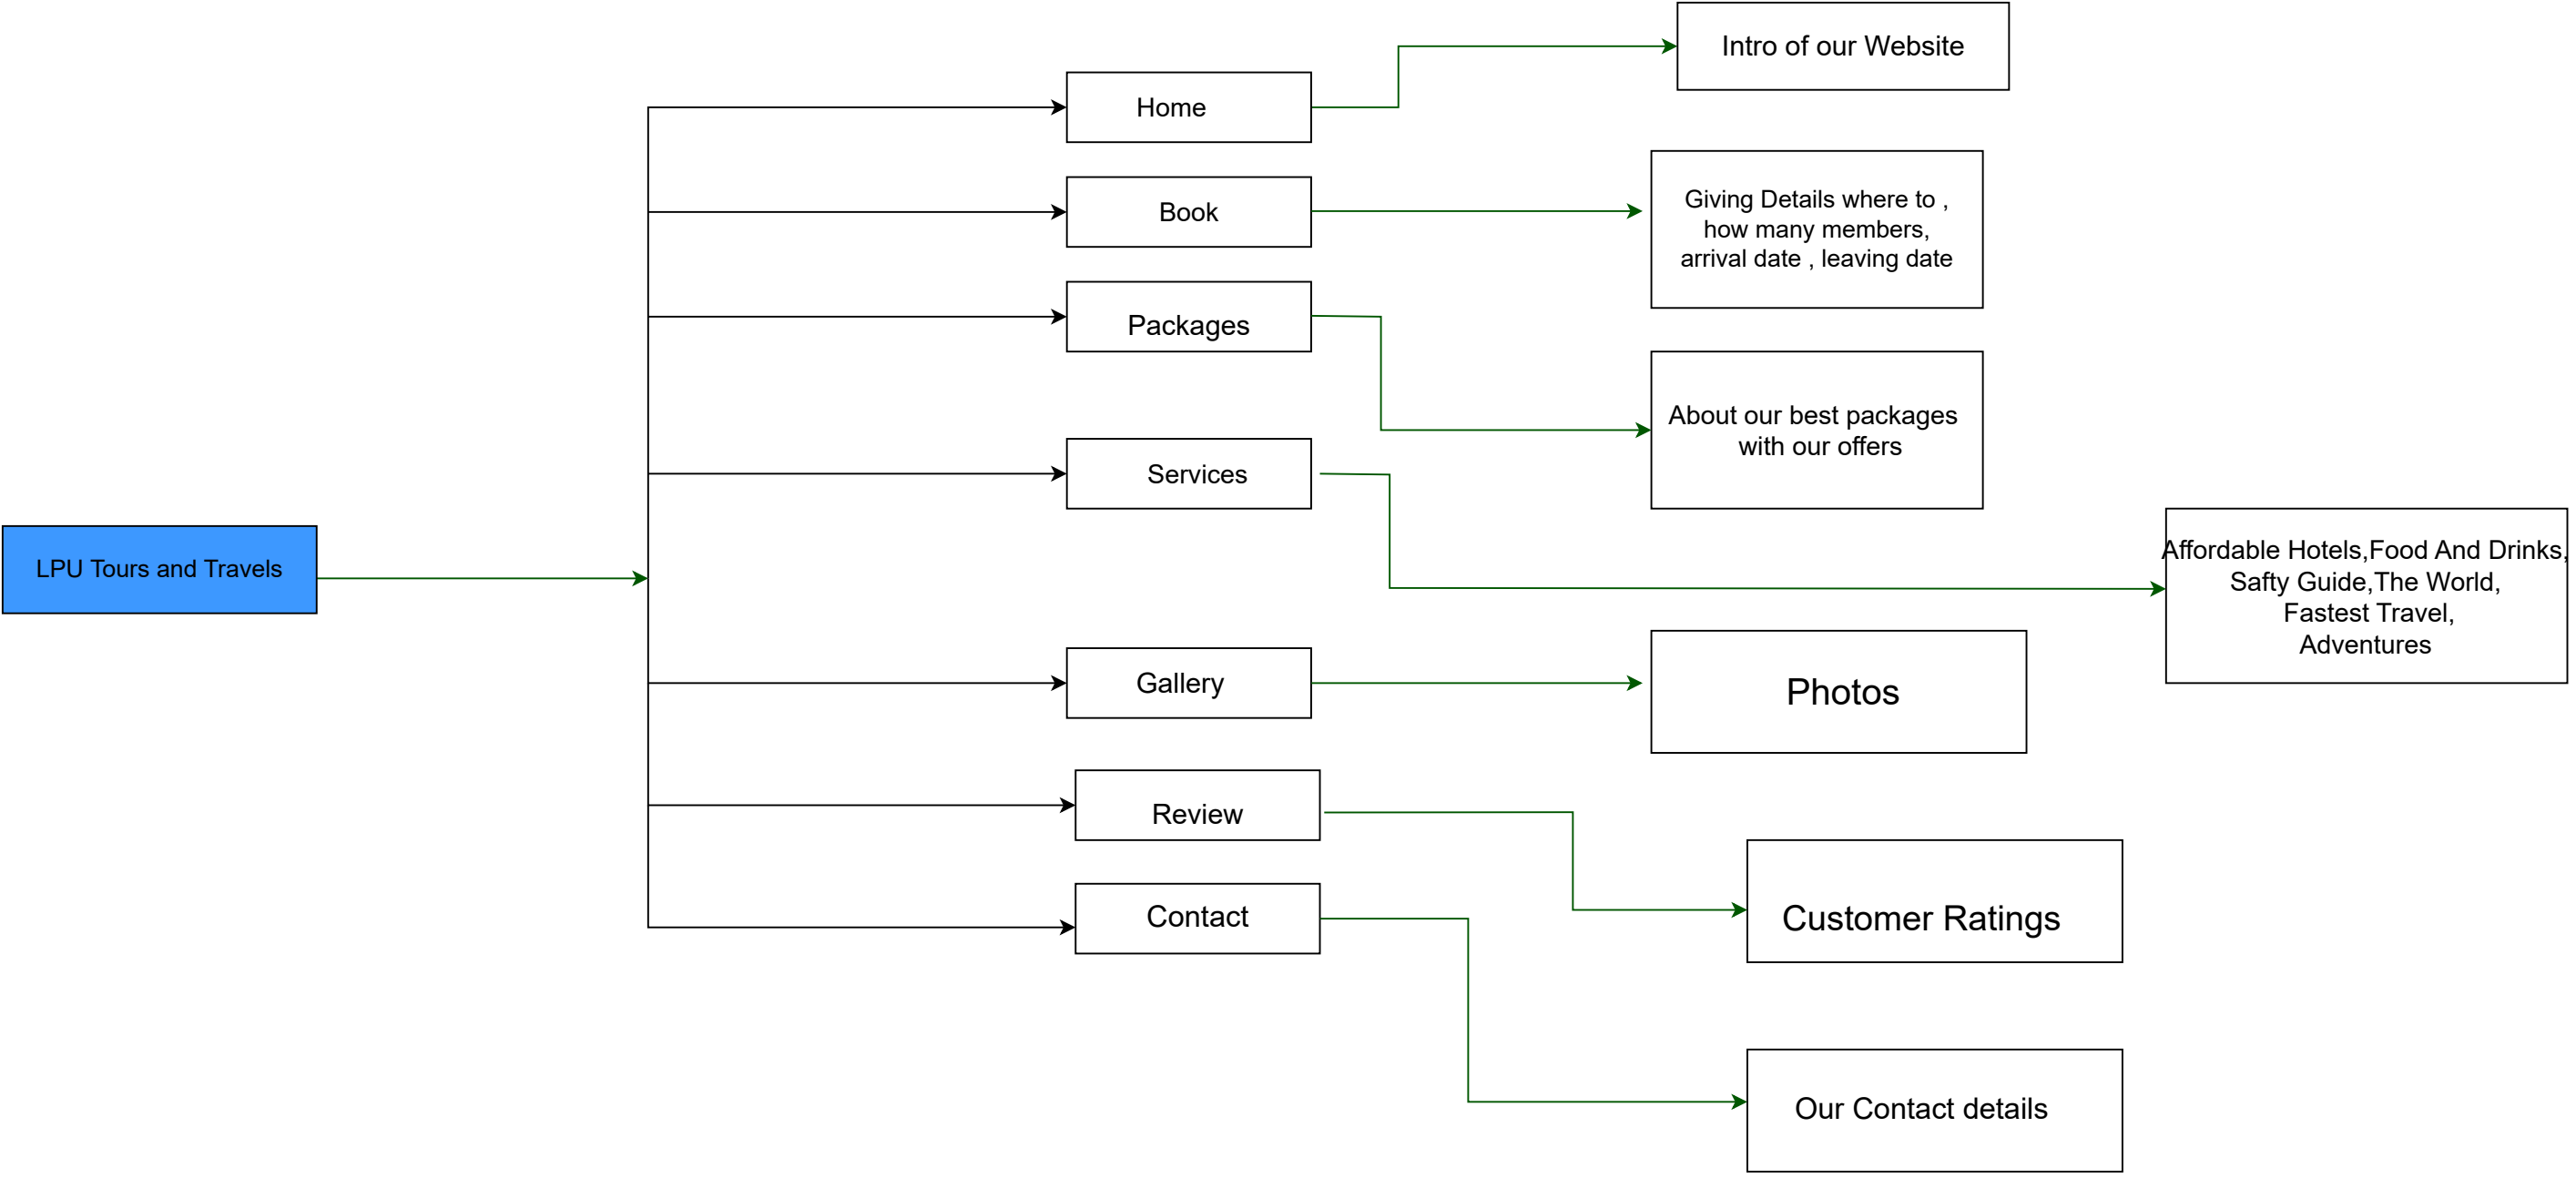 Intro of our Website
Home
Book
Giving Details where to ,
how many members,
arrival date , leaving date
Packages
About our best packages
with our offers
Services
LPU Tours and Travels
Affordable Hotels,Food And Drinks,
Safty Guide,The World,
Fastest Travel,
Adventures
Gallery
Photos
Review
Customer Ratings
Contact
Our Contact details